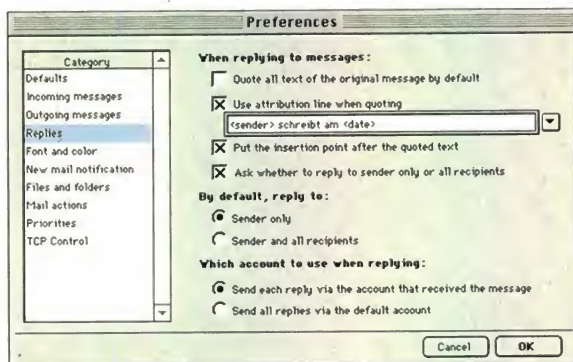 Preferences
Category
Defaults
Incoming messages
Outgoing messages
Replies
Font and color
New mail notification
Files and folders
Mail actions
Priorities
TCP Control
When replying to messages:
Quote all text of the original message by default
Use attribution line when quoting
<sender> schreibt am <date>
Put the insertion point after the quoted text
Ask whether to reply to sender only or all recipients
By default, reply to:
Sender only
Sender and all recipients
Which account to use when replying:
Send each reply via the account that received the message
Send all replies via the default account
Cancel
OK